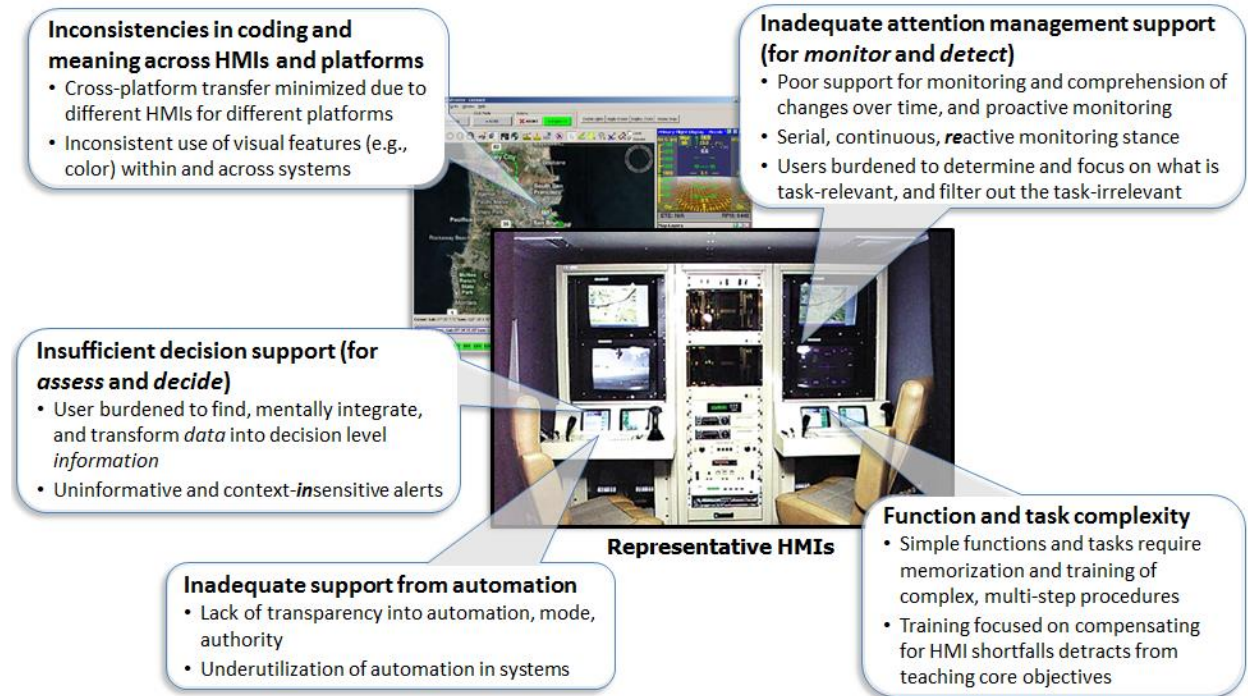 Inconsistencies in coding and
meaning across HMIs and platforms
• Cross-platform transfer minimized due to
different HMIs for different platforms
• Inconsistent use of visual features (e.g.,
color) within and across systems
Inadequate attention management support
(for monitor and detect)
• Poor support for monitoring and comprehension of
changes over time, and proactive monitoring
• Serial, continuous, reactive monitoring stance
• Users burdened to determine and focus on what is
task-relevant, and filter out the task-irrelevant
Insufficient decision support (for
assess and decide)
• User burdened to find, mentally integrate,
and transform data into decision level
information
• Uninformative and context-insensitive alerts
Representative HMIs
Inadequate support from automation
• Lack of transparency into automation, mode,
authority
• Underutilization of automation in systems
Function and task complexity
• Simple functions and tasks require
memorization and training of
complex, multi-step procedures
• Training focused on compensating
for HMI shortfalls detracts from
teaching core objectives